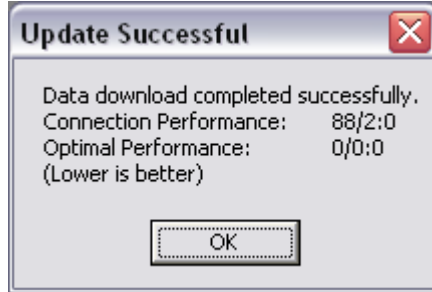 Update Successful
Data download completed successfully.
Connection Performance: 88/2:0
Optimal Performance: 0/0:0
(Lower is better)
OK